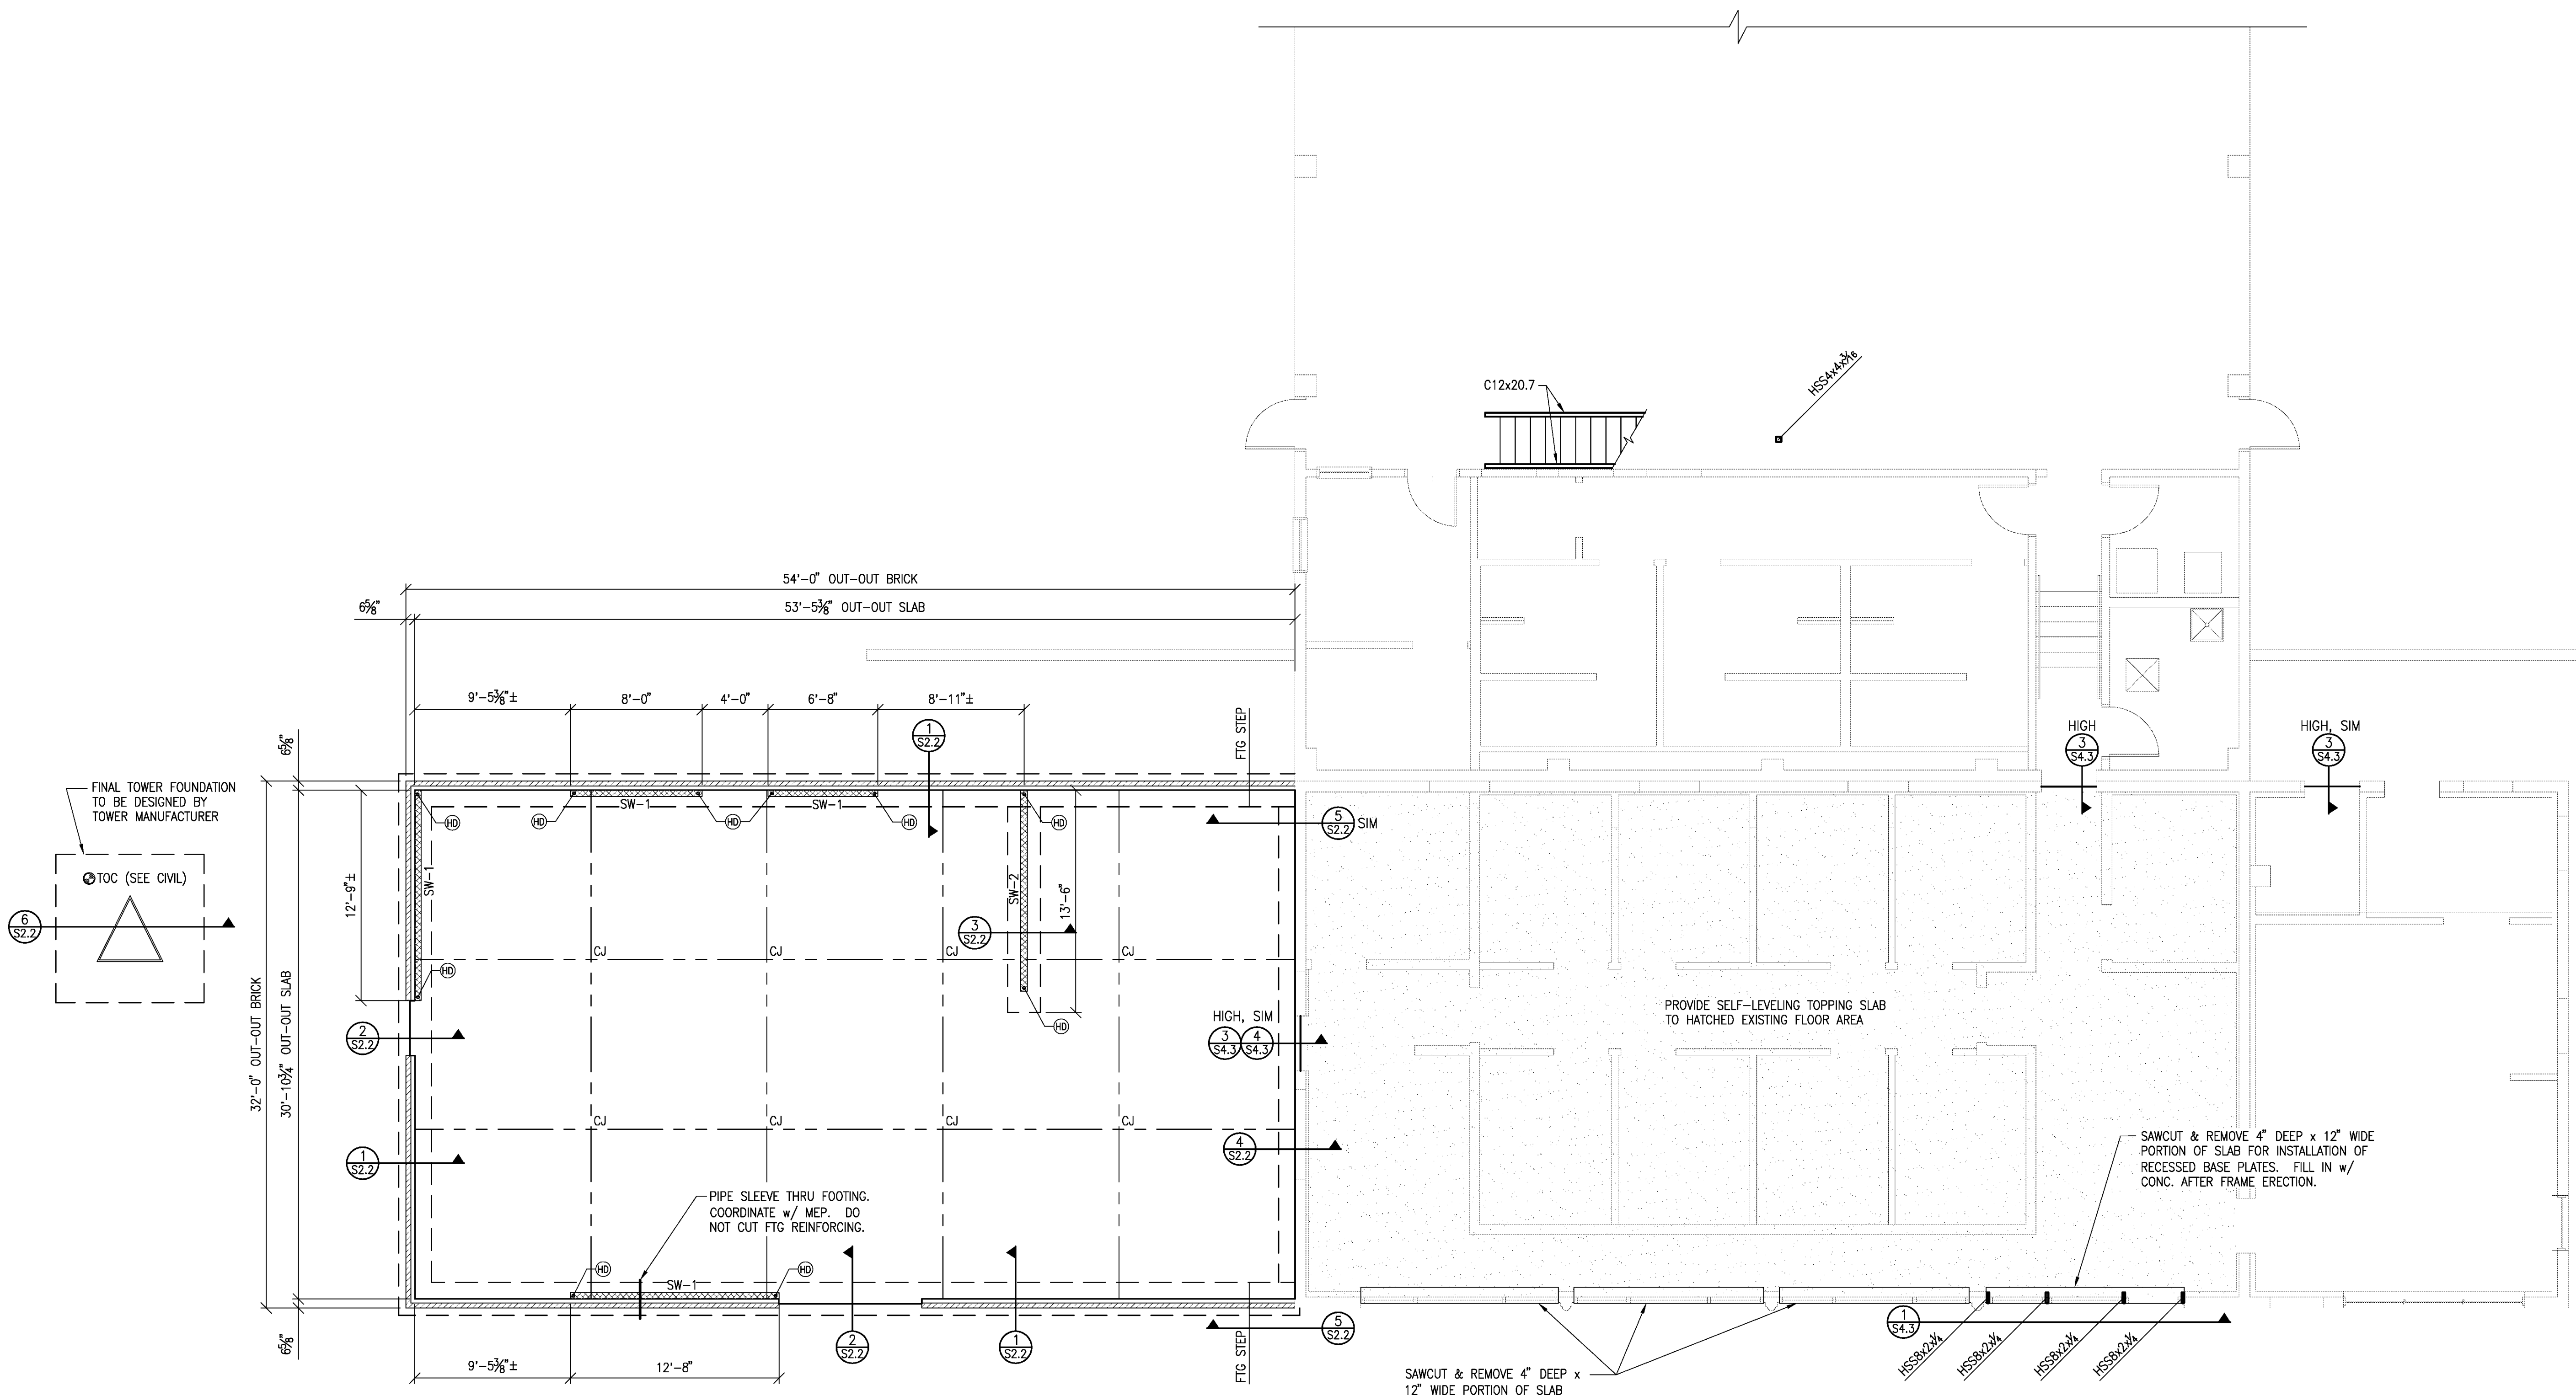 C12x20.7
HSS4x4x3/16
54'-0" OUT-OUT BRICK
6 5/8"
53'-5 3/8" OUT-OUT SLAB
9'-5 3/8"±
8'-0"
4'-0"
6'-8"
8'-11"±
FTG STEP
1
S2.2
HIGH
3
S4.3
HIGH, SIM
3
S4.3
6 5/8"
FINAL TOWER FOUNDATION
TO BE DESIGNED BY
TOWER MANUFACTURER
SW-1
SW-1
HD
HD
HD
HD
HD
5
S2.2
SIM
TOC (SEE CIVIL)
12'-9"±
SW-1
SW-2
13'-6"
6
S2.2
3
S2.2
CJ
CJ
CJ
CJ
HD
32'-0" OUT-OUT BRICK
30'-10 3/4" OUT-OUT SLAB
PROVIDE SELF-LEVELING TOPPING SLAB
TO HATCHED EXISTING FLOOR AREA
HIGH, SIM
HD
2
S2.2
3
S4.3
4
S4.3
CJ
CJ
CJ
CJ
4
S2.2
1
S2.2
SAWCUT & REMOVE 4" DEEP x 12" WIDE
PORTION OF SLAB FOR INSTALLATION OF
RECESSED BASE PLATES. FILL IN w/
CONC. AFTER FRAME ERECTION.
PIPE SLEEVE THRU FOOTING.
COORDINATE w/ MEP. DO
NOT CUT FTG REINFORCING.
HD
SW-1
HD
6 5/8"
2
S2.2
1
S2.2
FTG STEP
5
S2.2
1
S4.3
HSS8x2x1/4
HSS8x2x1/4
HSS8x2x1/4
HSS8x2x1/4
9'-5 3/8"±
12'-8"
SAWCUT & REMOVE 4" DEEP x
12" WIDE PORTION OF SLAB